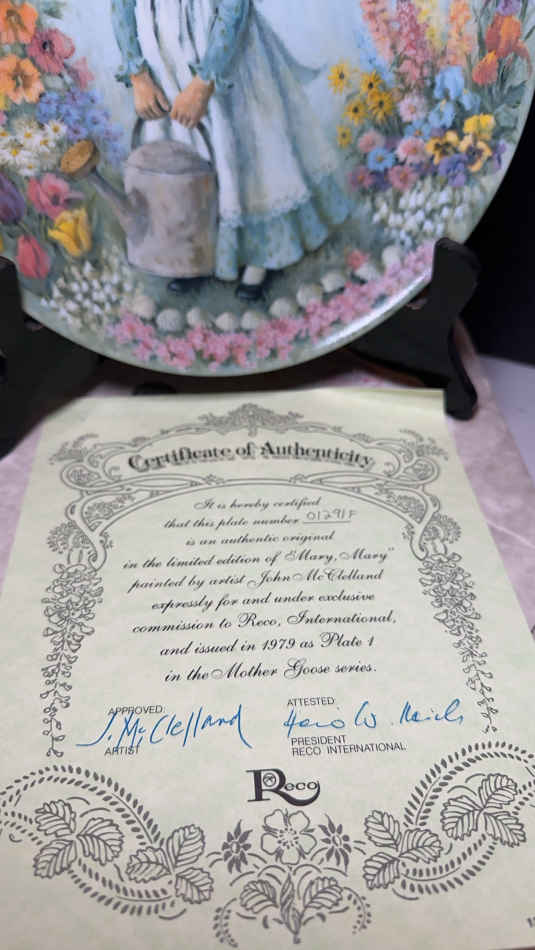 Certificate of Authenticity
It is hereby certified
that this plate number 01291F
is an authentic original
in the limited edition of "Mary, Mary"
painted by artist John McClelland
expressly for and under exclusive
commission to Reco, International,
and issued in 1979 as Plate 1
in the Mother Goose series.
APPROVED:
J. McClelland
ARTIST
ATTESTED:
PRESIDENT
RECO INTERNATIONAL
Reco